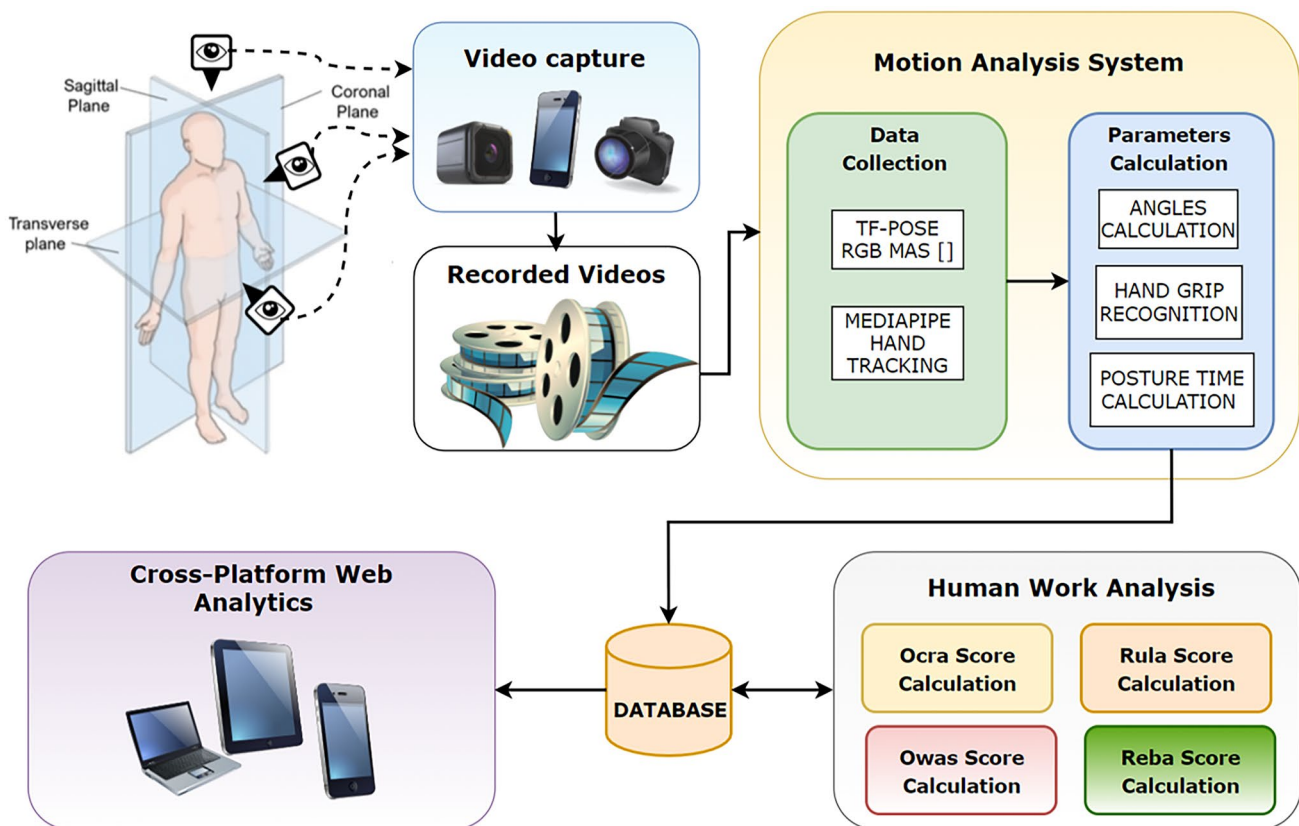 Sagittal
Plane
Coronal
Plane
Transverse
plane
Video capture
Recorded Videos
Motion Analysis System
Data
Collection
TF-POSE
RGB MAS []
MEDIAPIPE
HAND
TRACKING
Parameters
Calculation
ANGLES
CALCULATION
HAND GRIP
RECOGNITION
POSTURE TIME
CALCULATION
Cross-Platform Web
Analytics
DATABASE
Human Work Analysis
Ocra Score
Calculation
Rula Score
Calculation
Owas Score
Calculation
Reba Score
Calculation